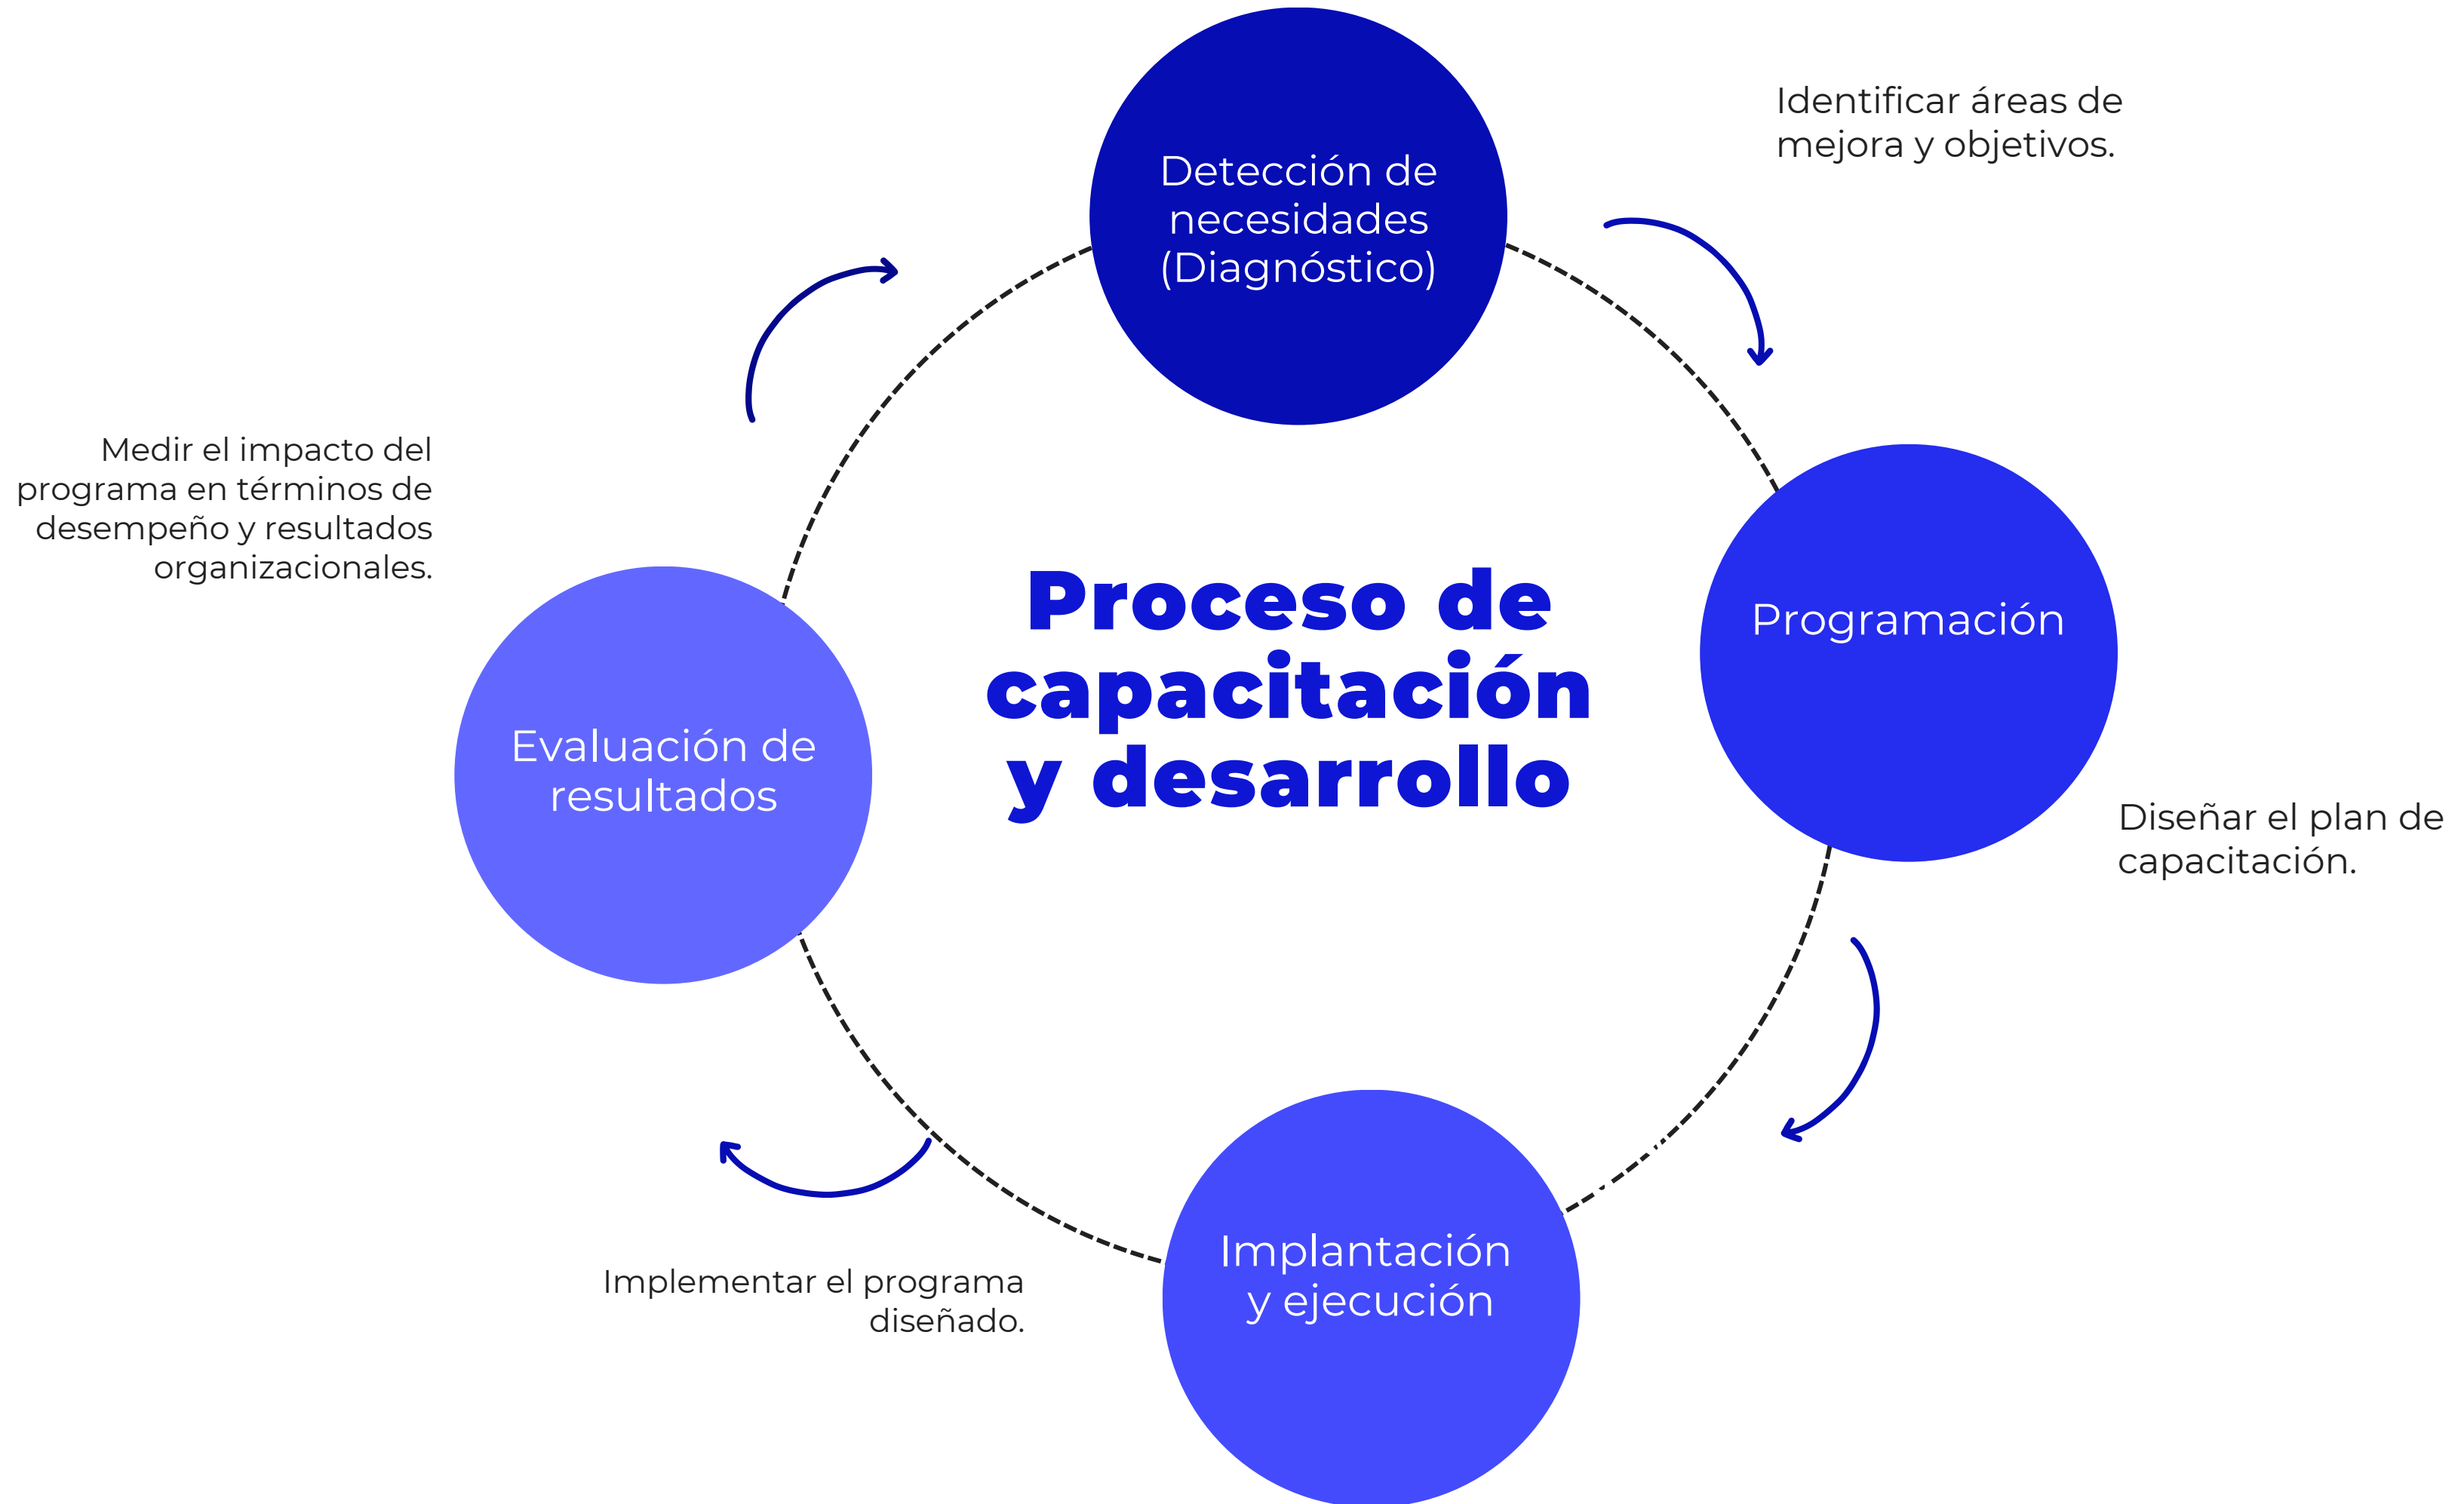 Detección de
necesidades
(Diagnóstico)
Identificar áreas de
mejora y objetivos.
Programación
Diseñar el plan de
capacitación.
Implantación
y ejecución
Implementar el programa
diseñado.
Evaluación de
resultados
Medir el impacto del
programa en términos de
desempeño y resultados
organizacionales.
Proceso de
capacitación
y desarrollo